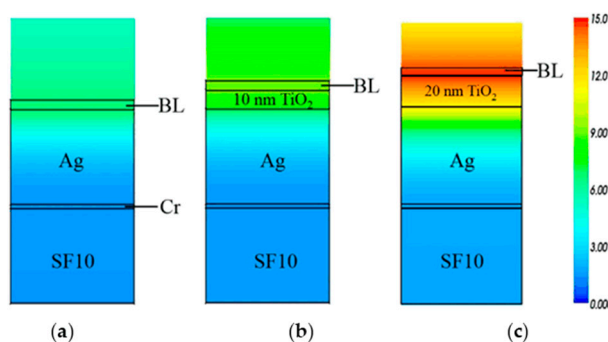 BL
Ag
Cr
SF10
(a)
BL
10 nm TiO₂
Ag
SF10
(b)
BL
20 nm TiO₂
Ag
SF10
(c)
15.0
12.00
9.00
6.00
3.00
0.00